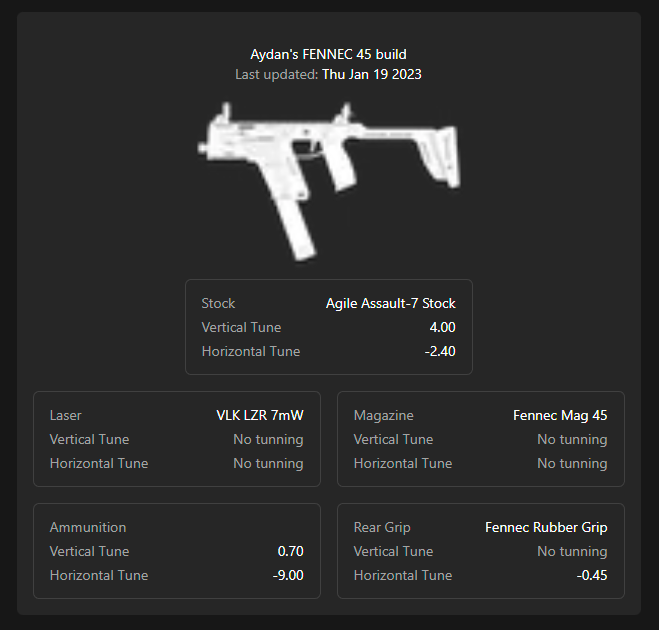 Aydan's FENNEC 45 build
Last updated: Thu Jan 19 2023
Stock Agile Assault-7 Stock
Vertical Tune 4.00
Horizontal Tune -2.40
Laser VLK LZR 7mW
Vertical Tune No tunning
Horizontal Tune No tunning
Magazine Fennec Mag 45
Vertical Tune No tunning
Horizontal Tune No tunning
Ammunition
Vertical Tune 0.70
Horizontal Tune -9.00
Rear Grip Fennec Rubber Grip
Vertical Tune No tunning
Horizontal Tune -0.45